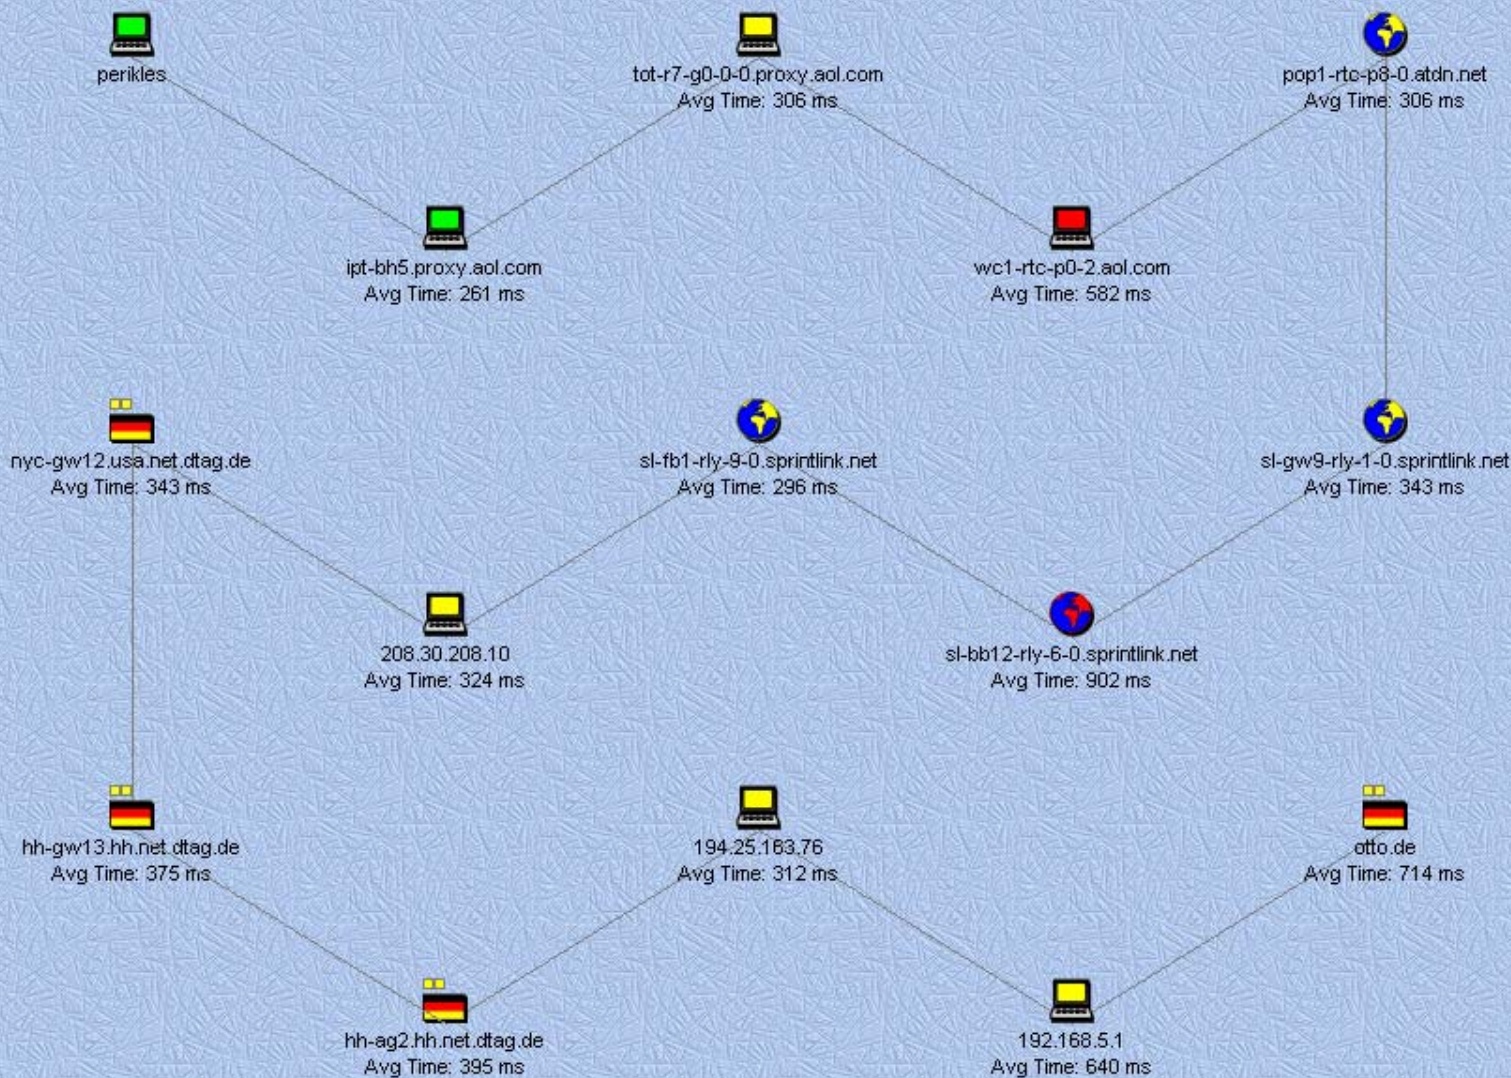 perikles
tot-r7-g0-0-0.proxy.aol.com
Avg Time: 306 ms
pop1-rtc-p8-0.atdn.net
Avg Time: 306 ms
ipt-bh5.proxy.aol.com
Avg Time: 261 ms
wc1-rtc-p0-2.aol.com
Avg Time: 582 ms
nyc-gw12.usa.net.dtag.de
Avg Time: 343 ms
sl-fb1-rly-9-0.sprintlink.net
Avg Time: 296 ms
sl-gw9-rly-1-0.sprintlink.net
Avg Time: 343 ms
208.30.208.10
Avg Time: 324 ms
sl-bb12-rly-6-0.sprintlink.net
Avg Time: 902 ms
hh-gw13.hh.net.dtag.de
Avg Time: 375 ms
194.25.163.76
Avg Time: 312 ms
otto.de
Avg Time: 714 ms
hh-ag2.hh.net.dtag.de
Avg Time: 395 ms
192.168.5.1
Avg Time: 640 ms